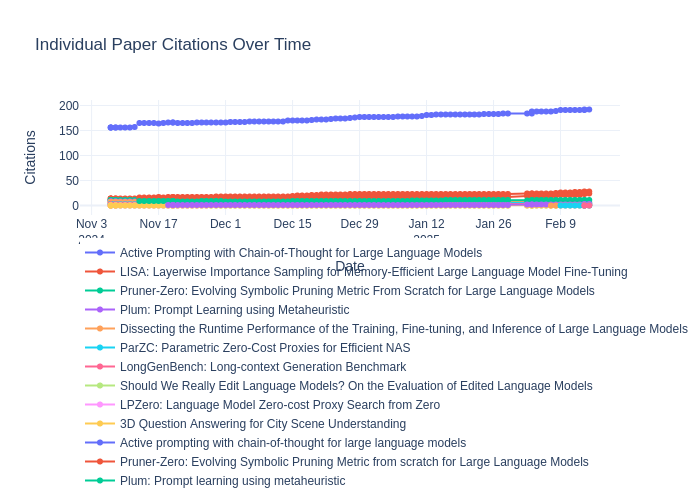 Individual Paper Citations Over Time
200
150
100
50
0
Citations
Nov 3
2024
Nov 17
Dec 1
Dec 15
Dec 29
Jan 12
2025
Jan 26
Feb 9
Date
Active Prompting with Chain-of-Thought for Large Language Models
LISA: Layerwise Importance Sampling for Memory-Efficient Large Language Model Fine-Tuning
Pruner-Zero: Evolving Symbolic Pruning Metric From Scratch for Large Language Models
Plum: Prompt Learning using Metaheuristic
Dissecting the Runtime Performance of the Training, Fine-tuning, and Inference of Large Language Models
ParZC: Parametric Zero-Cost Proxies for Efficient NAS
LongGenBench: Long-context Generation Benchmark
Should We Really Edit Language Models? On the Evaluation of Edited Language Models
LPZero: Language Model Zero-cost Proxy Search from Zero
3D Question Answering for City Scene Understanding
Active prompting with chain-of-thought for large language models
Pruner-Zero: Evolving Symbolic Pruning Metric from scratch for Large Language Models
Plum: Prompt learning using metaheuristic